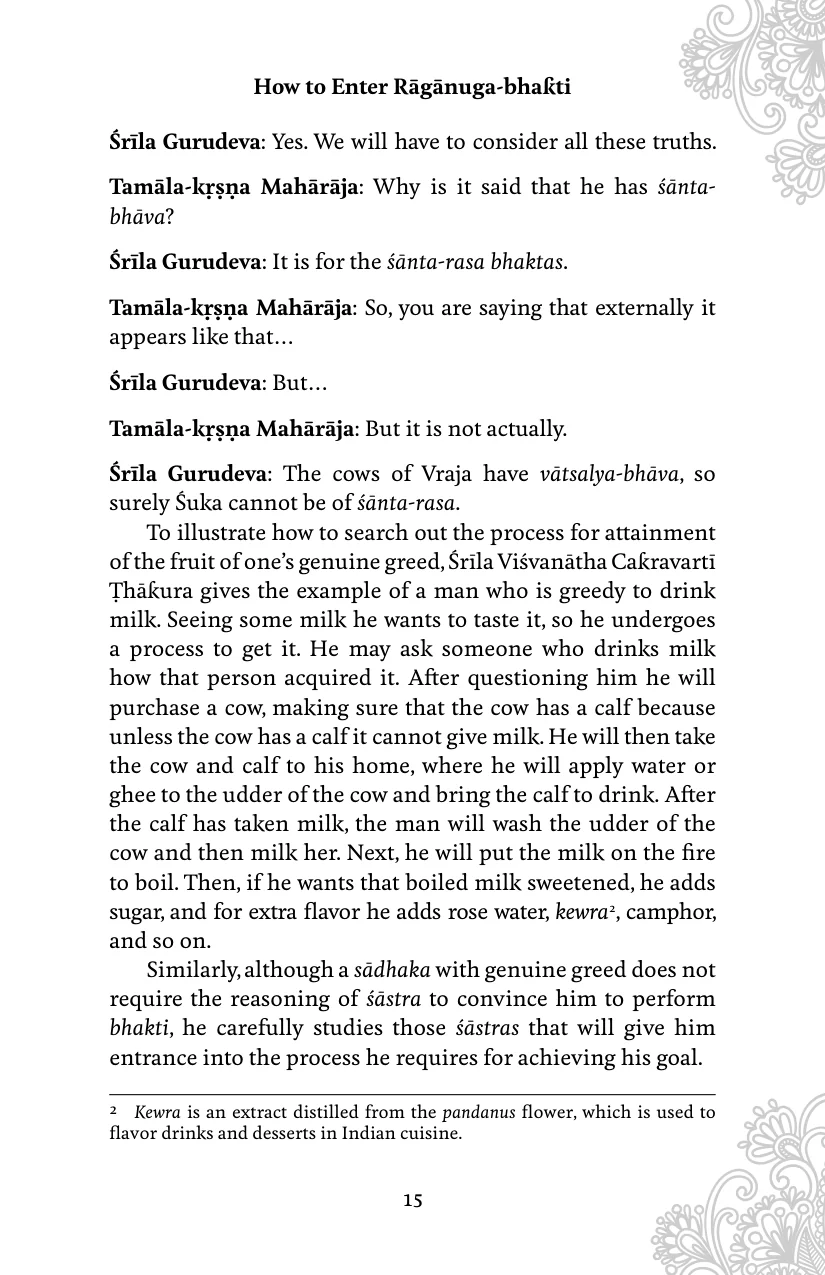 How to Enter Rāgānuga-bhakti
Śrīla Gurudeva: Yes. We will have to consider all these truths.
Tamāla-kṛṣṇa Mahārāja: Why is it said that he has śānta-
bhāva?
Śrīla Gurudeva: It is for the śānta-rasa bhaktas.
Tamāla-kṛṣṇa Mahārāja: So, you are saying that externally it
appears like that…
Śrīla Gurudeva: But…
Tamāla-kṛṣṇa Mahārāja: But it is not actually.
Śrīla Gurudeva: The cows of Vraja have vātsalya-bhāva, so
surely Śuka cannot be of śānta-rasa.
To illustrate how to search out the process for attainment
of the fruit of one’s genuine greed, Śrīla Viśvanātha Cakravartī
Ṭhākura gives the example of a man who is greedy to drink
milk. Seeing some milk he wants to taste it, so he undergoes
a process to get it. He may ask someone who drinks milk
how that person acquired it. After questioning him he will
purchase a cow, making sure that the cow has a calf because
unless the cow has a calf it cannot give milk. He will then take
the cow and calf to his home, where he will apply water or
ghee to the udder of the cow and bring the calf to drink. After
the calf has taken milk, the man will wash the udder of the
cow and then milk her. Next, he will put the milk on the fire
to boil. Then, if he wants that boiled milk sweetened, he adds
sugar, and for extra flavor he adds rose water, kewra², camphor,
and so on.
Similarly, although a sādhaka with genuine greed does not
require the reasoning of śāstra to convince him to perform
bhakti, he carefully studies those śāstras that will give him
entrance into the process he requires for achieving his goal.
2 Kewra is an extract distilled from the pandanus flower, which is used to
flavor drinks and desserts in Indian cuisine.
15